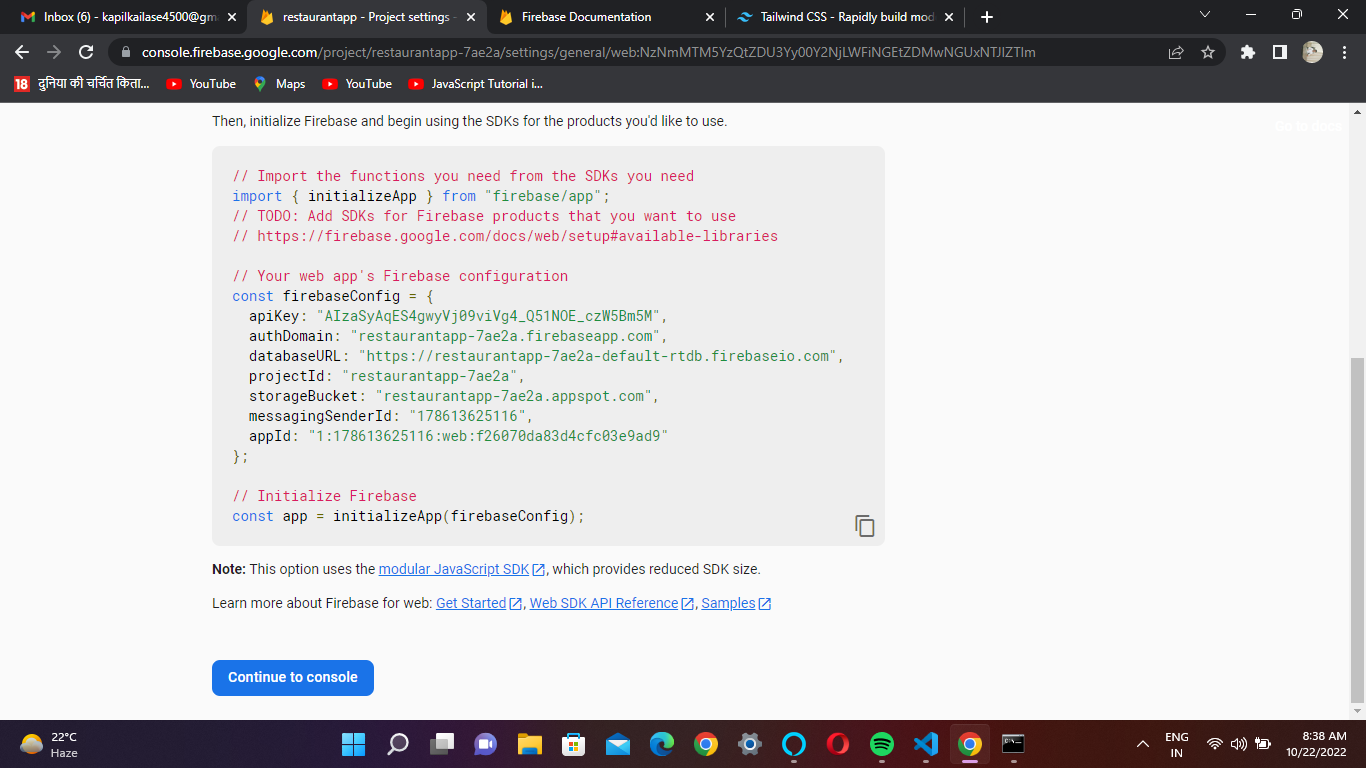 Inbox (6) - kapilkailase4500@gm
restaurantapp - Project settings -
Firebase Documentation
Tailwind CSS - Rapidly build mod
console.firebase.google.com/project/restaurantapp-7ae2a/settings/general/web:NzNmMTM5YzQtZDU3Yy00Y2NjLWFiNGEtZDMwNGUxNTJlZTlm
18 दुनिया की चर्चित किता...
YouTube
Maps
YouTube
JavaScript Tutorial i...
Go to docs
Then, initialize Firebase and begin using the SDKs for the products you'd like to use.
// Import the functions you need from the SDKs you need
import { initializeApp } from "firebase/app";
// TODO: Add SDKs for Firebase products that you want to use
// https://firebase.google.com/docs/web/setup#available-libraries
// Your web app's Firebase configuration
const firebaseConfig = {
apiKey: "AIzaSyAqES4gwyVj09viVg4_Q51NOE_czW5Bm5M",
authDomain: "restaurantapp-7ae2a.firebaseapp.com",
databaseURL: "https://restaurantapp-7ae2a-default-rtdb.firebaseio.com",
projectId: "restaurantapp-7ae2a",
storageBucket: "restaurantapp-7ae2a.appspot.com",
messagingSenderId: "178613625116",
appId: "1:178613625116:web:f26070da83d4cfc03e9ad9"
};
// Initialize Firebase
const app = initializeApp(firebaseConfig);
Note: This option uses the modular JavaScript SDK, which provides reduced SDK size.
Learn more about Firebase for web: Get Started, Web SDK API Reference, Samples
Continue to console
22°C
Haze
ENG
IN
8:38 AM
10/22/2022